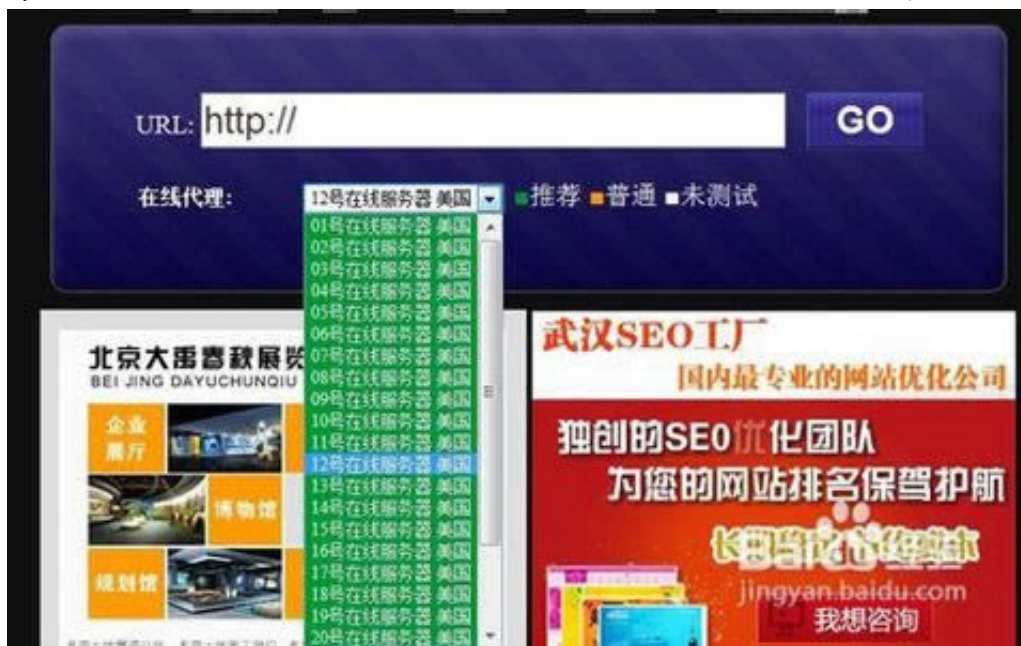 URL: http:// GO
在线代理: 12号在线服务器 美国 推荐 普通 未测试
01号在线服务器 美国
02号在线服务器 美国
03号在线服务器 美国
04号在线服务器 美国
05号在线服务器 美国
06号在线服务器 美国
07号在线服务器 美国
08号在线服务器 美国
09号在线服务器 美国
10号在线服务器 美国
11号在线服务器 美国
12号在线服务器 美国
13号在线服务器 美国
14号在线服务器 美国
15号在线服务器 美国
16号在线服务器 美国
17号在线服务器 美国
18号在线服务器 美国
19号在线服务器 美国
20号在线服务器 美国
北京大禹春秋展览
BEI JING DAYUCHUNQIU
企业
展厅
博物馆
规划馆
武汉SEO工厂
国内最专业的网站优化公司
独创的SEO优化团队
为您的网站排名保驾护航
Baidu经验
jingyan.baidu.com
我想咨询